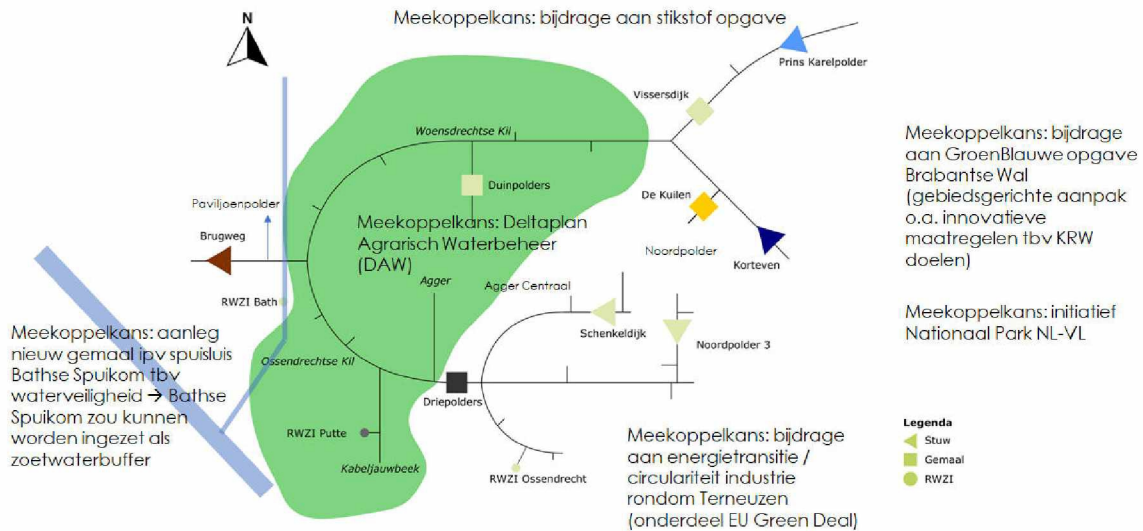 Meekoppelkans: bijdrage aan stikstof opgave
N
Prins Karelpolder
Vissersdijk
Woensdrechtse Kil
Duinpolders
De Kuilen
Noordpolder
Korteven
Meekoppelkans: bijdrage
aan GroenBlauwe opgave
Brabantse Wal
(gebiedsgerichte aanpak
o.a. innovatieve
maatregelen tbv KRW
doelen)
Paviljoenpolder
Brugweg
Meekoppelkans: Deltaplan
Agrarisch Waterbeheer
(DAW)
Agger
Agger Centraal
Schenkeldijk
Noordpolder 3
RWZI Bath
Meekoppelkans: initiatief
Nationaal Park NL-VL
Meekoppelkans: aanleg
nieuw gemaal ipv spuisluis
Bathse Spuikom tbv
waterveiligheid → Bathse
Spuikom zou kunnen
worden ingezet als
zoetwaterbuffer
Ossendrechtse Kil
Driepolders
RWZI Putte
Kabeljauwbeek
RWZI Ossendrecht
Meekoppelkans: bijdrage
aan energietransitie /
circulariteit industrie
rondom Terneuzen
(onderdeel EU Green Deal)
Legenda
Stuw
Gemaal
RWZI